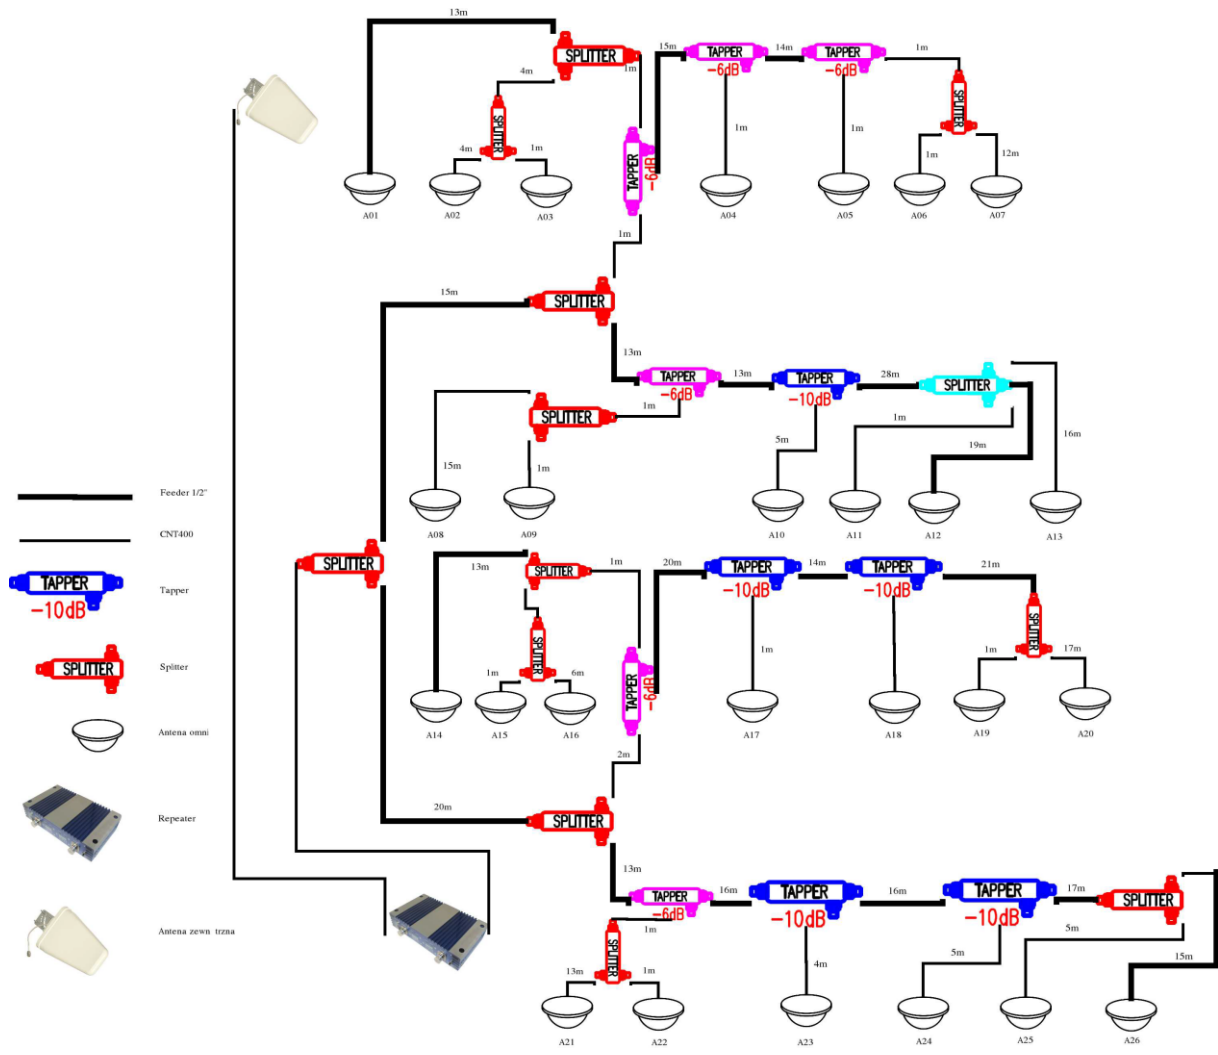 13m
SPLITTER
4m
1m
SPLITTER
4m
1m
A01
A02
A03
TAPPER
-6dB
15m
TAPPER
-6dB
14m
TAPPER
-6dB
1m
SPLITTER
1m
1m
1m
12m
A04
A05
A06
A07
1m
15m
SPLITTER
13m
TAPPER
-6dB
13m
TAPPER
-10dB
28m
SPLITTER
1m
SPLITTER
5m
1m
19m
16m
15m
1m
A08
A09
A10
A11
A12
A13
Feeder 1/2"
CNT400
TAPPER
-10dB
Tapper
SPLITTER
Splitter
Antena omni
Repeater
Antena zewn trzna
SPLITTER
13m
SPLITTER
1m
SPLITTER
1m
6m
TAPPER
-6dB
20m
TAPPER
-10dB
14m
TAPPER
-10dB
21m
SPLITTER
1m
1m
17m
A14
A15
A16
A17
A18
A19
A20
2m
20m
SPLITTER
13m
TAPPER
-6dB
16m
TAPPER
-10dB
16m
TAPPER
-10dB
17m
SPLITTER
1m
SPLITTER
13m
1m
4m
5m
5m
15m
A21
A22
A23
A24
A25
A26